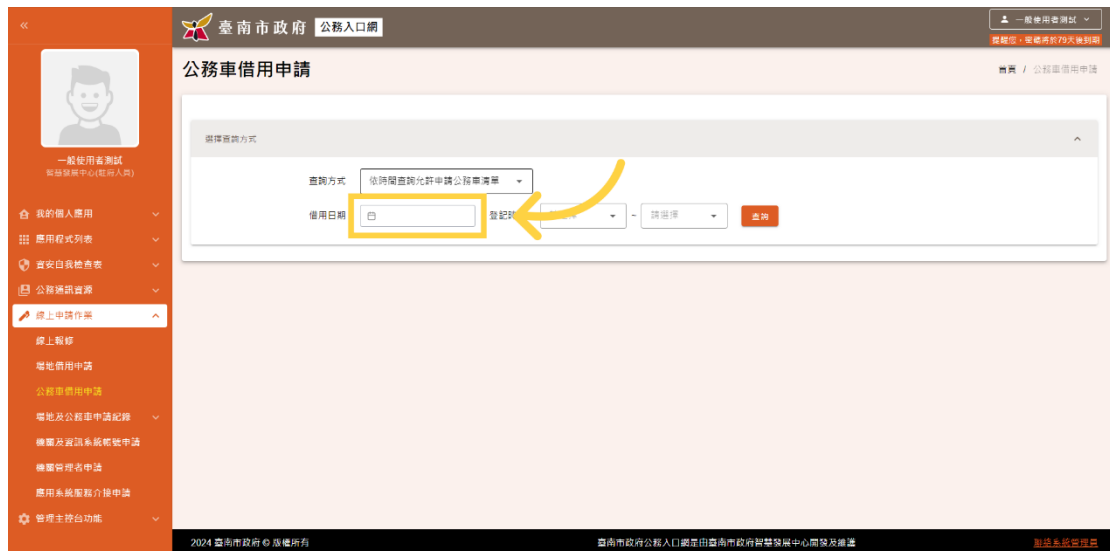 臺南市政府 公務入口網
一般使用者測試
提醒您，密碼將於79天後到期
公務車借用申請
首頁 / 公務車借用申請
一般使用者測試
智慧發展中心(府人員)
選擇查詢方式
查詢方式 依時間查詢允許申請公務車清單
借用日期 登記時 ~ 請選擇 查詢
我的個人應用
應用程式列表
資安自我檢查表
公務通訊資源
線上申請作業
線上報修
場地借用申請
公務車借用申請
場地及公務車申請紀錄
機關及資訊系統帳號申請
機關管理者申請
應用系統服務介接申請
管理主控台功能
2024 臺南市政府 © 版權所有
臺南市政府公務入口網是由臺南市政府智慧發展中心開發及維護
聯絡系統管理員